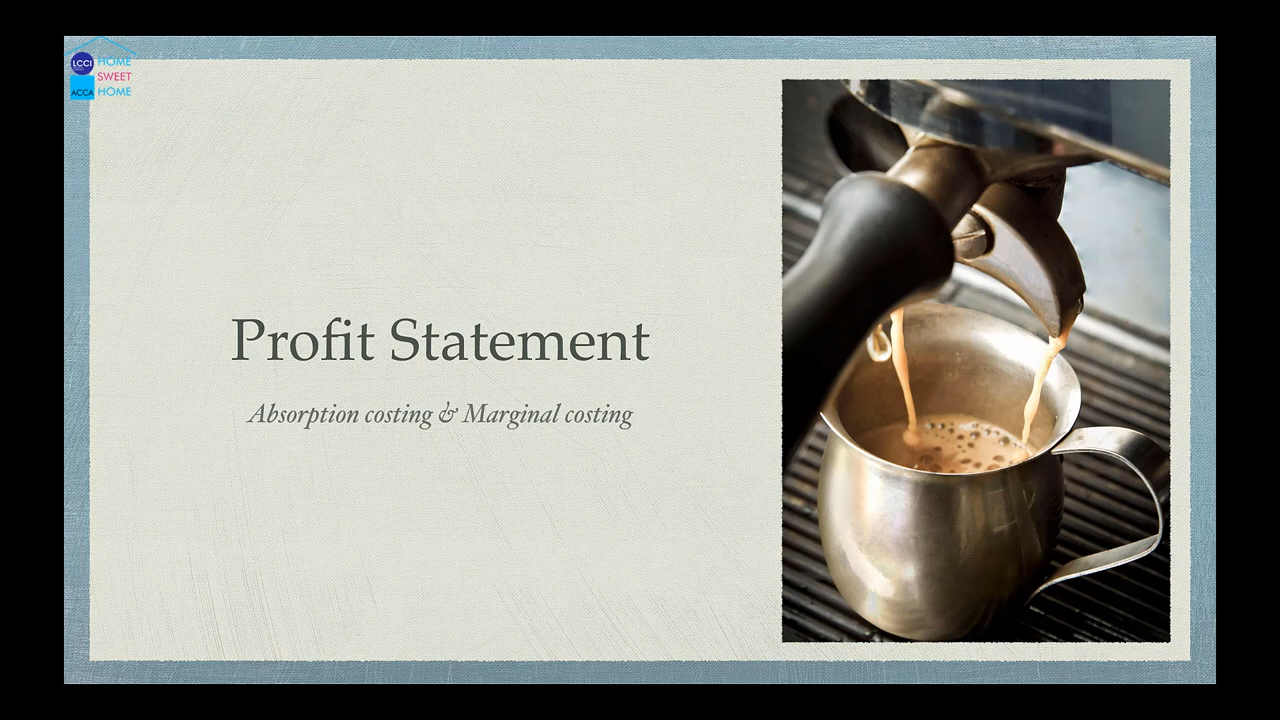 LCCI HOME
SWEET
ACCA HOME
Profit Statement
Absorption costing & Marginal costing